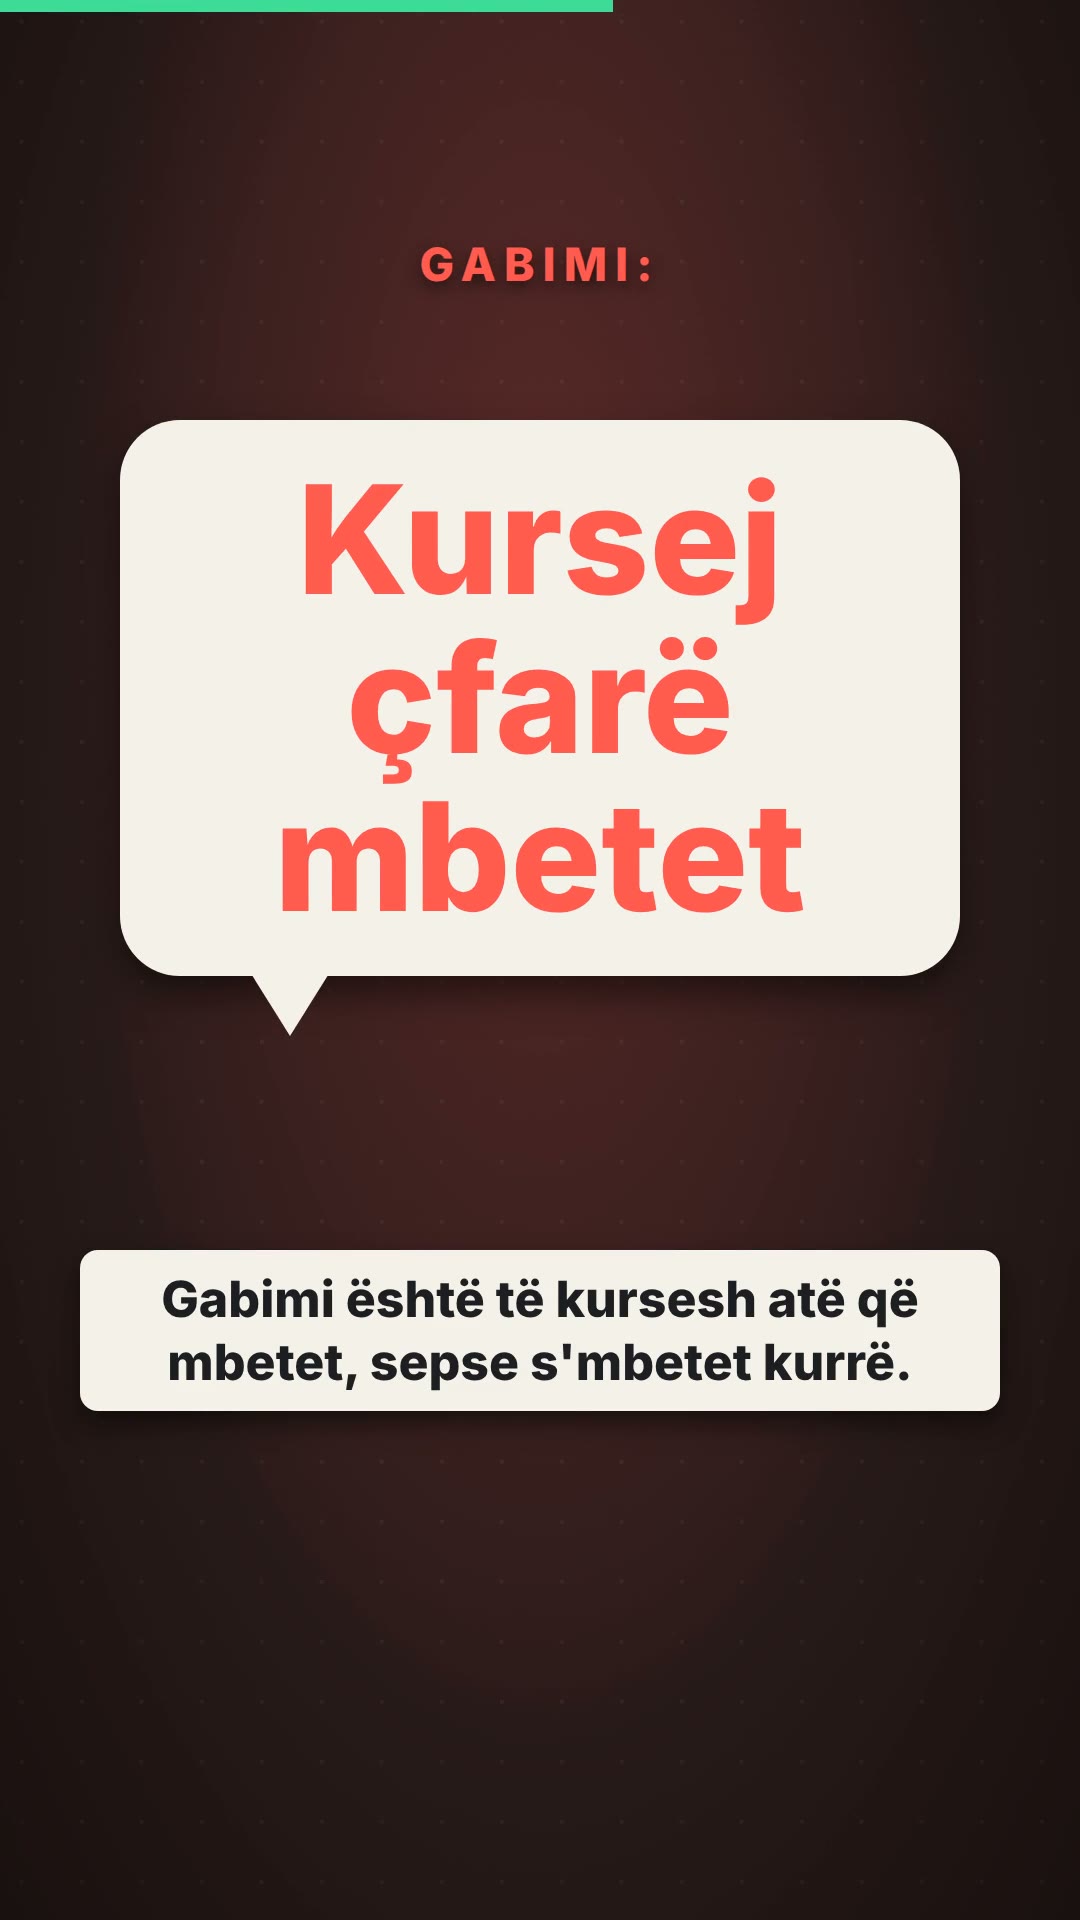 GABIMI:
Kursej
çfarë
mbetet
Gabimi është të kursesh atë që
mbetet, sepse s'mbetet kurrë.